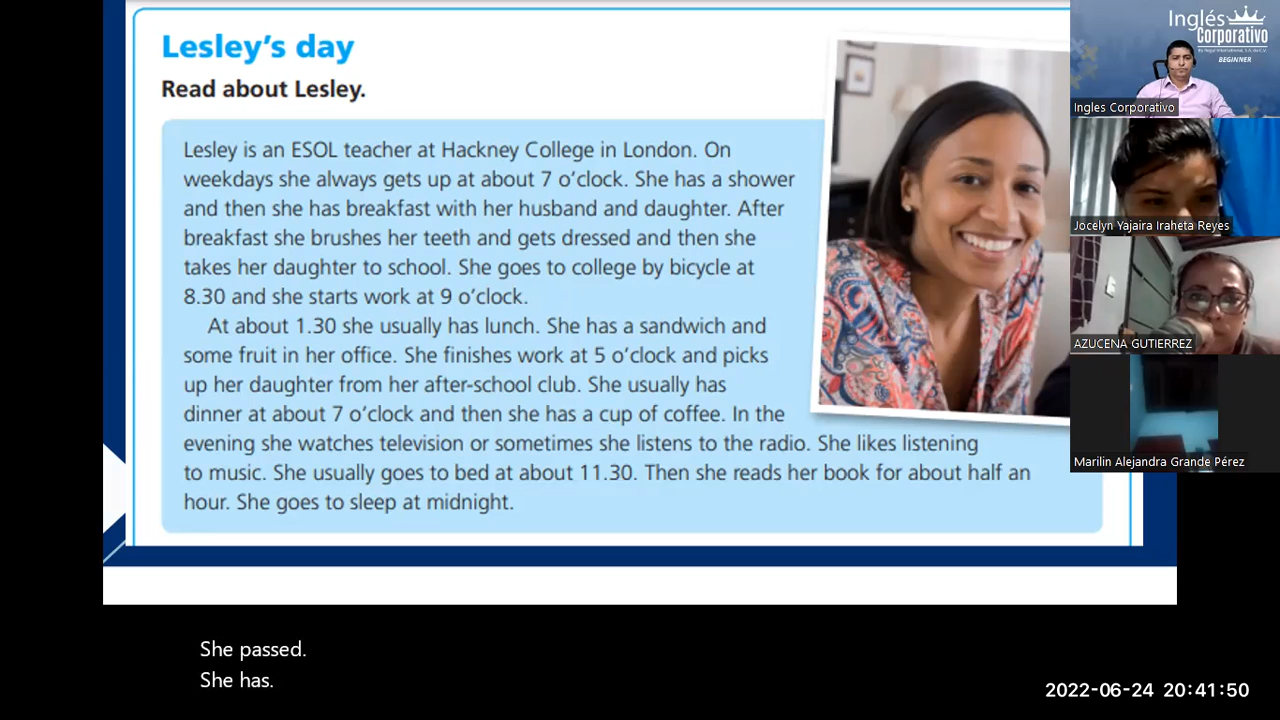 Lesley's day
Read about Lesley.
Lesley is an ESOL teacher at Hackney College in London. On
weekdays she always gets up at about 7 o'clock. She has a shower
and then she has breakfast with her husband and daughter. After
breakfast she brushes her teeth and gets dressed and then she
takes her daughter to school. She goes to college by bicycle at
8.30 and she starts work at 9 o'clock.
At about 1.30 she usually has lunch. She has a sandwich and
some fruit in her office. She finishes work at 5 o'clock and picks
up her daughter from her after-school club. She usually has
dinner at about 7 o'clock and then she has a cup of coffee. In the
evening she watches television or sometimes she listens to the radio. She likes listening
to music. She usually goes to bed at about 11.30. Then she reads her book for about half an
hour. She goes to sleep at midnight.
Inglés
Corporativo
By Regal International, S.A. de C.V.
BEGINNER
Ingles Corporativo
Jocelyn Yajaira Iraheta Reyes
AZUCENA GUTIERREZ
Marilin Alejandra Grande Pérez
She passed.
She has.
2022-06-24 20:41:50